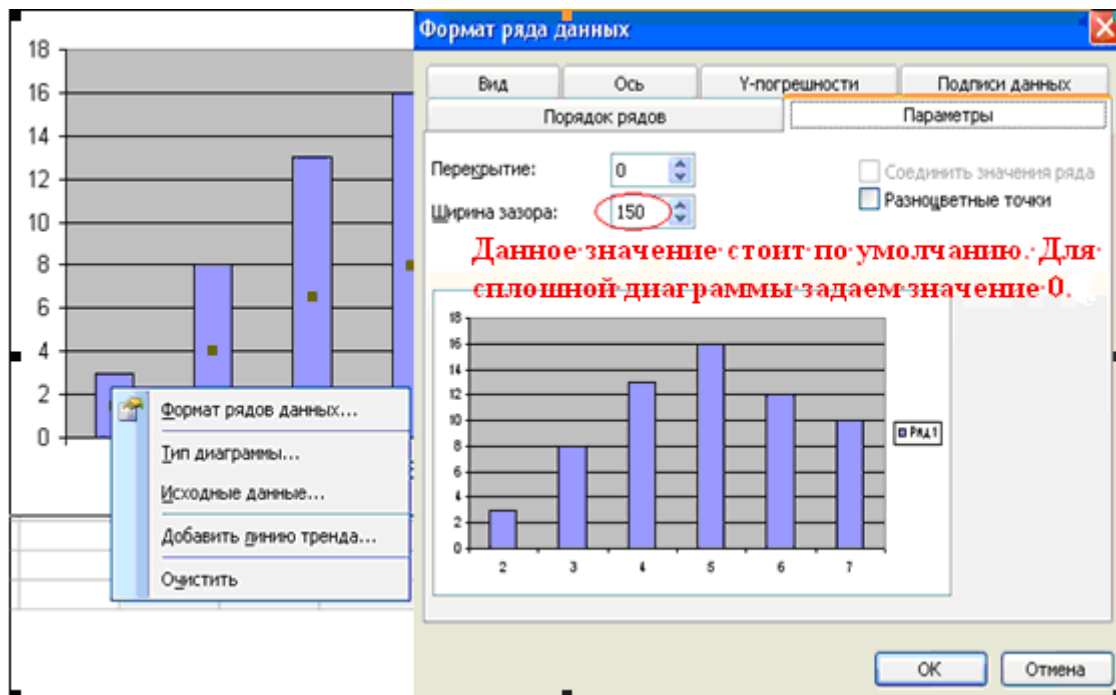 18
16
14
12
10
8
6
4
2
0
Формат рядов данных...
Тип диаграммы...
Исходные данные...
Добавить линию тренда...
Очистить
Формат ряда данных
Вид
Ось
Y-погрешности
Подписи данных
Порядок рядов
Параметры
Перекрытие:
0
Соединить значения ряда
Ширина зазора:
150
Разноцветные точки
Данное значение стоит по умолчанию. Для
сплошной диаграммы задаем значение 0.
18
16
14
12
10
8
6
4
2
0
2 3 4 5 6 7
Ряд1
OK
Отмена